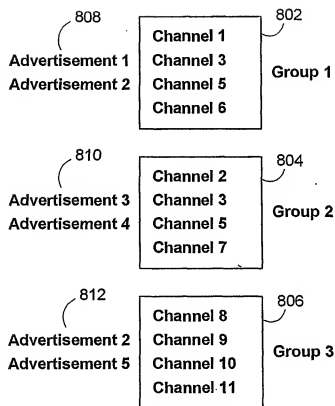 808
802
Channel 1
Advertisement 1
Channel 3
Advertisement 2
Channel 5
Group 1
Channel 6
810
804
Channel 2
Advertisement 3
Channel 3
Advertisement 4
Channel 5
Group 2
Channel 7
812
806
Channel 8
Advertisement 2
Channel 9
Advertisement 5
Channel 10
Group 3
Channel 11